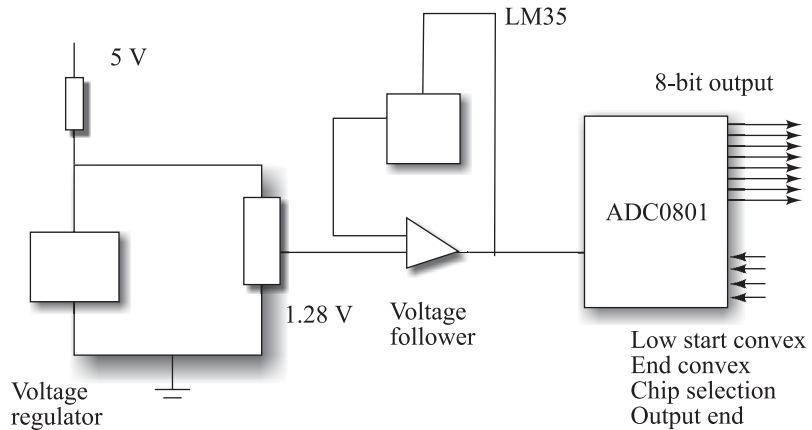 LM35
5 V
8-bit output
ADC0801
1.28 V
Voltage
follower
Low start convex
End convex
Chip selection
Output end
Voltage
regulator